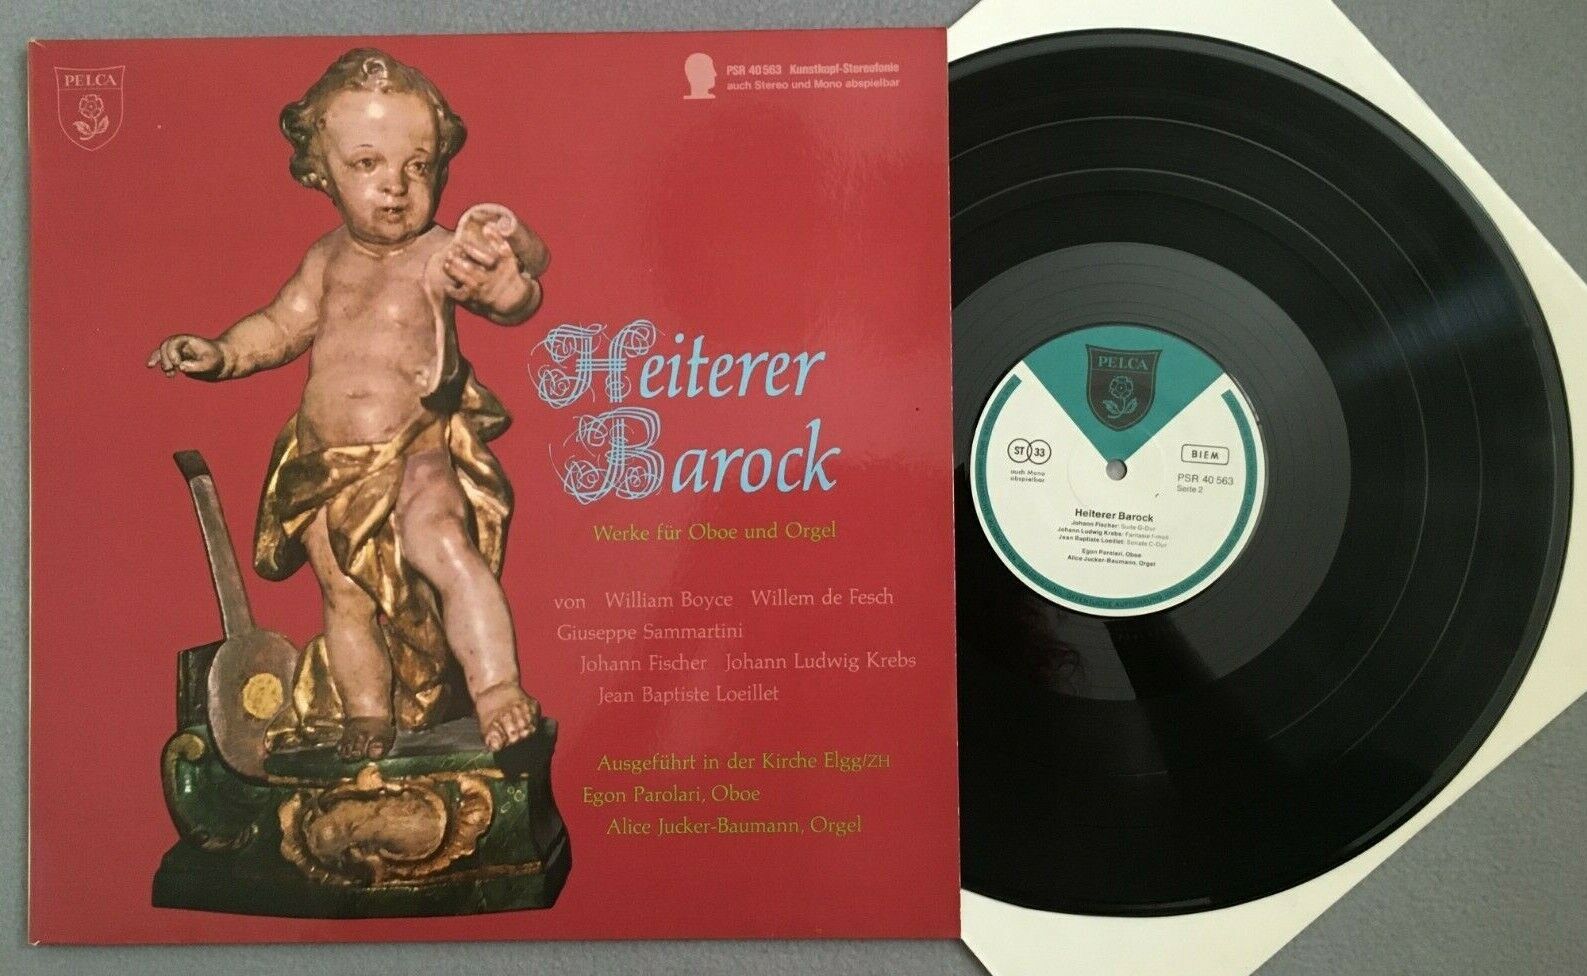 PELCA
PSR 40563 Kunstkopf-Stereofonie
auch Stereo und Mono abspielbar
Heiterer
Barock
Werke für Oboe und Orgel
von William Boyce Willem de Fesch
Giuseppe Sammartini
Johann Fischer Johann Ludwig Krebs
Jean Baptiste Loeillet
Ausgeführt in der Kirche Elgg/ZH
Egon Parolari, Oboe
Alice Jucker-Baumann, Orgel
PELCA
ST 33
auch Mono
abspielbar
BIEM
PSR 40 563
Seite 2
Heiterer Barock
Johann Fischer: Suite G-Dur
Johann Ludwig Krebs: Fantasie f-moll
Jean Baptiste Loeillet: Sonate C-Dur
Egon Parolari, Oboe
Alice Jucker-Baumann, Orgel